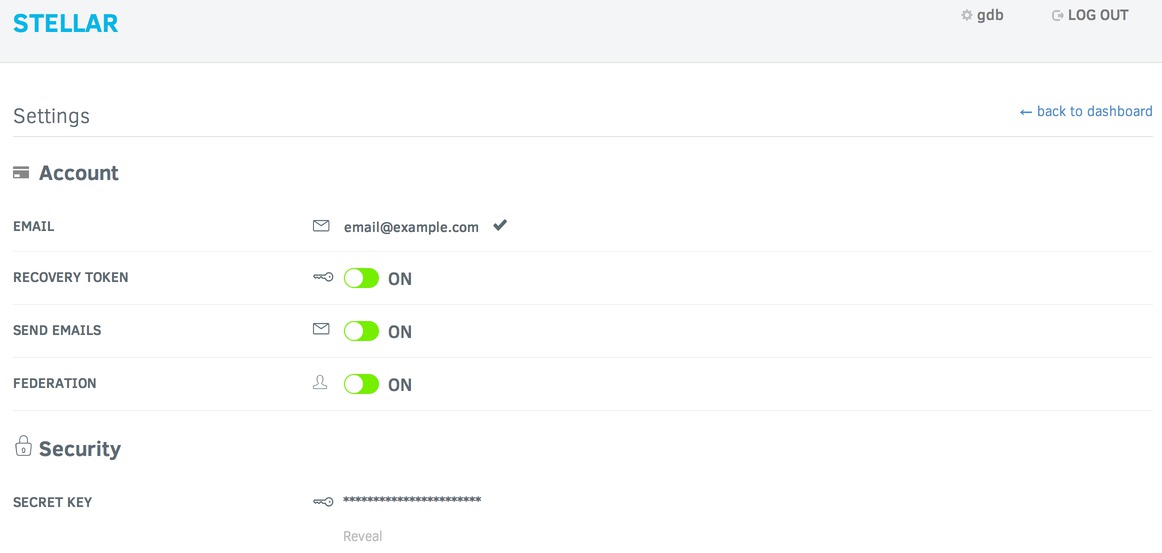 STELLAR
gdb
LOG OUT
Settings
← back to dashboard
Account
EMAIL
email@example.com
RECOVERY TOKEN
ON
SEND EMAILS
ON
FEDERATION
ON
Security
SECRET KEY
***********************
Reveal